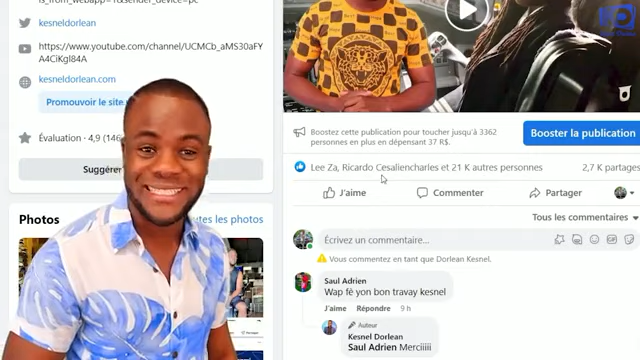 kesneldorlean
https://www.youtube.com/channel/UCMCb_aMS30aFY
A4CiKgl84A
kesneldorlean.com
Promouvoir le site
Évaluation · 4,9 (146
Suggérer
Photos
utes les photos
Boostez cette publication pour toucher jusqu'à 3362
personnes en plus en dépensant 37 R$.
Booster la publication
Lee Za, Ricardo Cesaliencharles et 21 K autres personnes
2,7 K partages
J'aime
Commenter
Partager
Tous les commentaires
Écrivez un commentaire...
Vous commentez en tant que Dorlean Kesnel.
Saul Adrien
Wap fè yon bon travay kesnel
J'aime Répondre 9 h
Auteur
Kesnel Dorlean
Saul Adrien Merciiiii